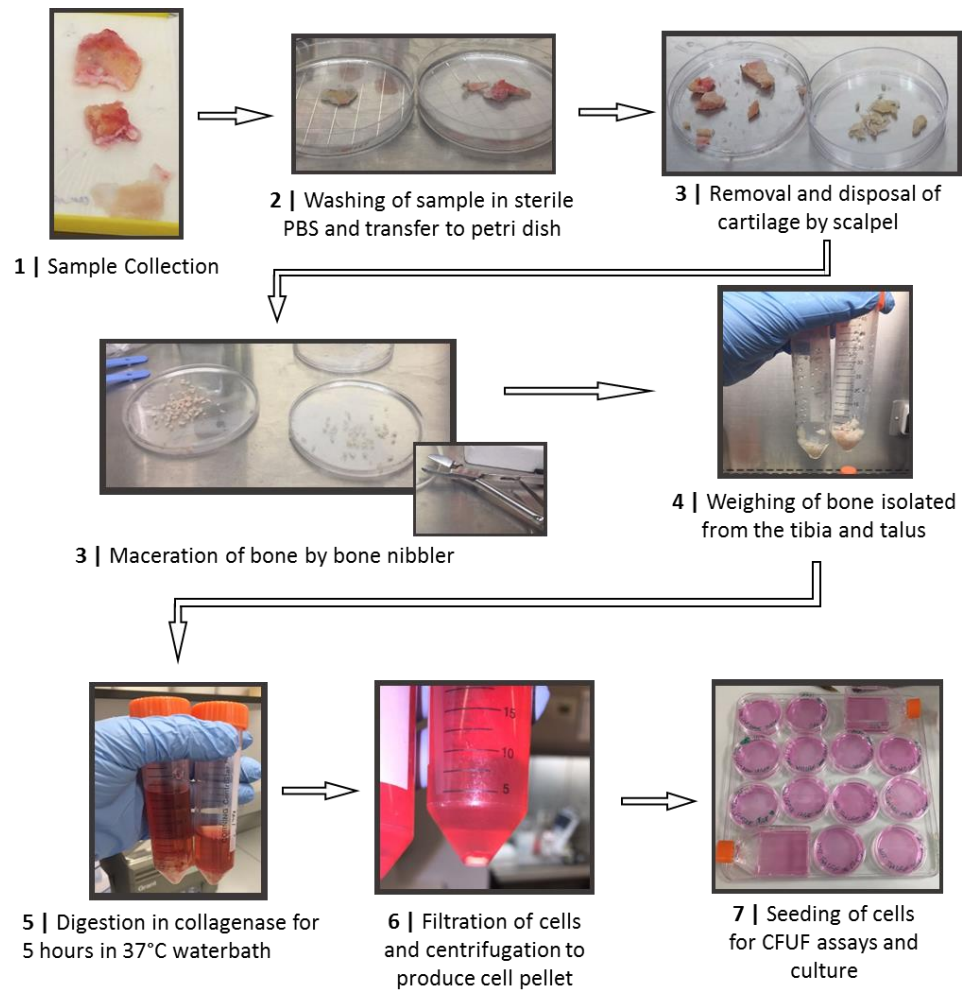 1 | Sample Collection
2 | Washing of sample in sterile
PBS and transfer to petri dish
3 | Removal and disposal of
cartilage by scalpel
3 | Maceration of bone by bone nibbler
4 | Weighing of bone isolated
from the tibia and talus
5 | Digestion in collagenase for
5 hours in 37°C waterbath
15
10
5
6 | Filtration of cells
and centrifugation to
produce cell pellet
7 | Seeding of cells
for CFUF assays and
culture